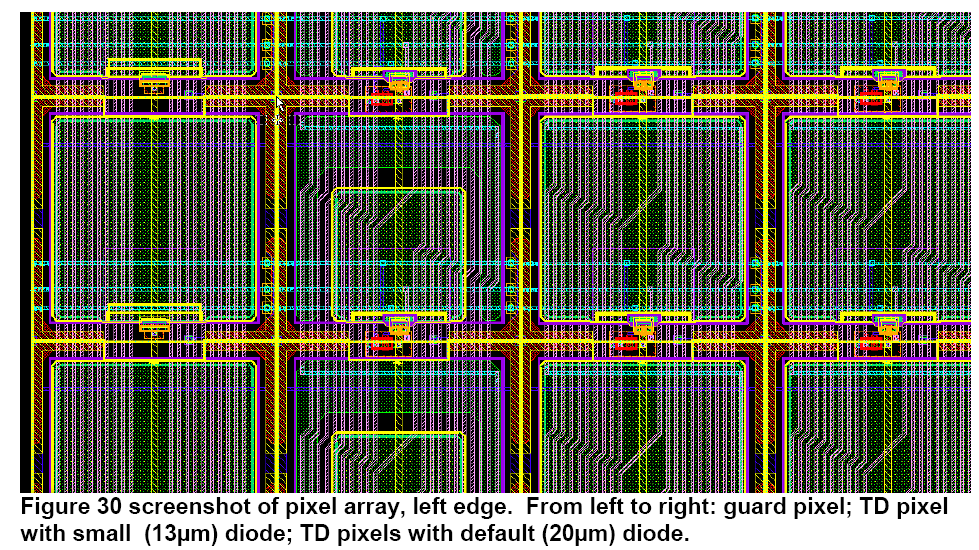 Figure 30 screenshot of pixel array, left edge.  From left to right: guard pixel; TD pixel
with small  (13µm) diode; TD pixels with default (20µm) diode.